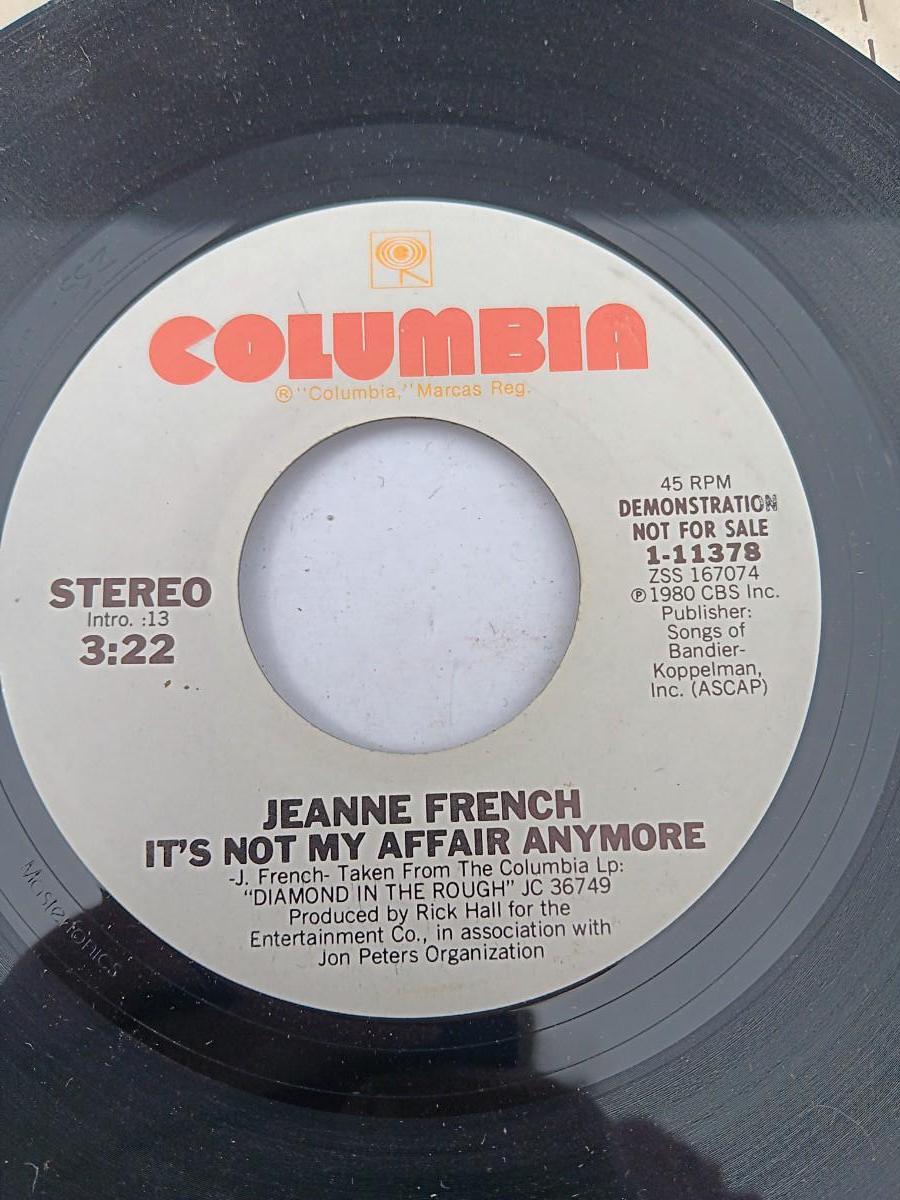 COLUMBIA
® "Columbia," Marcas Reg.
45 RPM
DEMONSTRATION
NOT FOR SALE
1-11378
ZSS 167074
℗ 1980 CBS Inc.
Publisher:
Songs of
Bandier-
Koppelman,
Inc. (ASCAP)
STEREO
Intro. :13
3:22
JEANNE FRENCH
IT'S NOT MY AFFAIR ANYMORE
-J. French- Taken From The Columbia Lp:
"DIAMOND IN THE ROUGH" JC 36749
Produced by Rick Hall for the
Entertainment Co., in association with
Jon Peters Organization